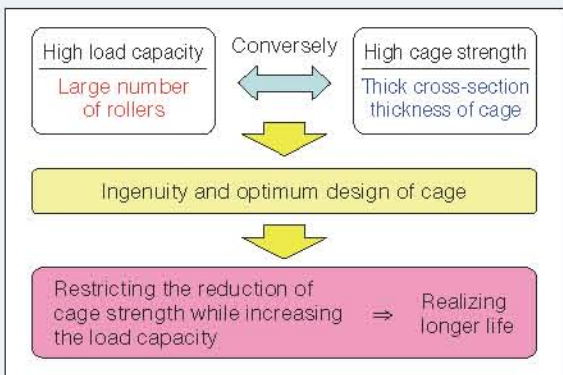 High load capacity
Large number
of rollers
Conversely
High cage strength
Thick cross-section
thickness of cage
Ingenuity and optimum design of cage
Restricting the reduction of
cage strength while increasing
the load capacity
⇒
Realizing
longer life